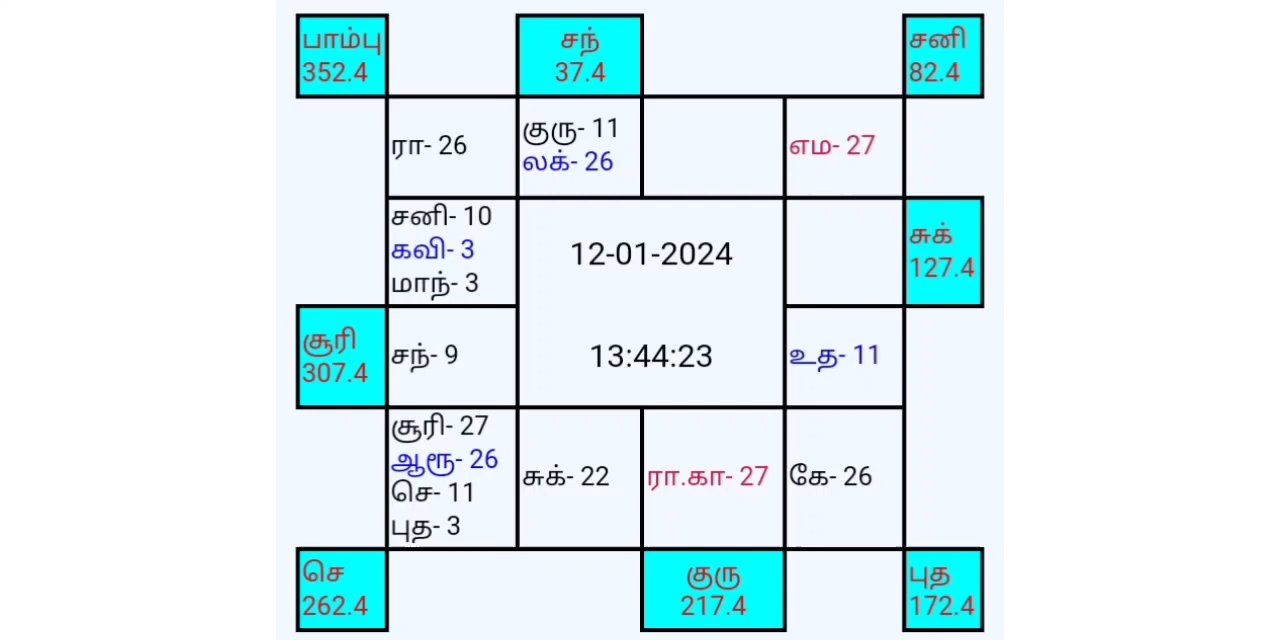 பாம்பு
352.4
சந்
37.4
சனி
82.4
ரா- 26
குரு- 11
லக்- 26
எம- 27
சனி- 10
கவி- 3
மாந்- 3
12-01-2024
சுக்
127.4
சூரி
307.4
சந்- 9
13:44:23
உத- 11
சூரி- 27
ஆரூ- 26
செ- 11
புத- 3
சுக்- 22
ரா.கா- 27
கே- 26
செ
262.4
குரு
217.4
புத
172.4